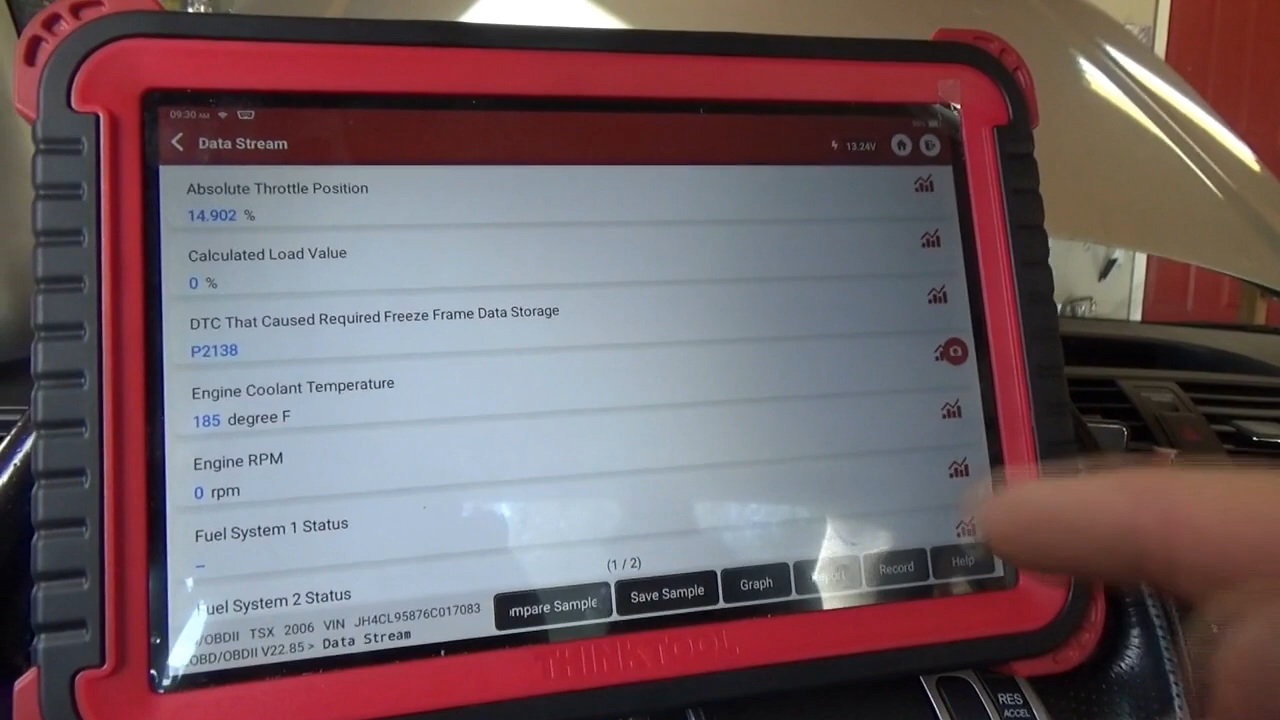 09:30 AM
Data Stream
13.24V
Absolute Throttle Position
14.902 %
Calculated Load Value
0 %
DTC That Caused Required Freeze Frame Data Storage
P2138
Engine Coolant Temperature
185 degree F
Engine RPM
0 rpm
Fuel System 1 Status
–
(1 / 2)
Fuel System 2 Status
mpare Sample
Save Sample
Graph
Record
Help
/OBDII TSX 2006 VIN JH4CL95876C017083
OBD/OBDII V22.85 > Data Stream
THINKTOOL
RES
ACCEL